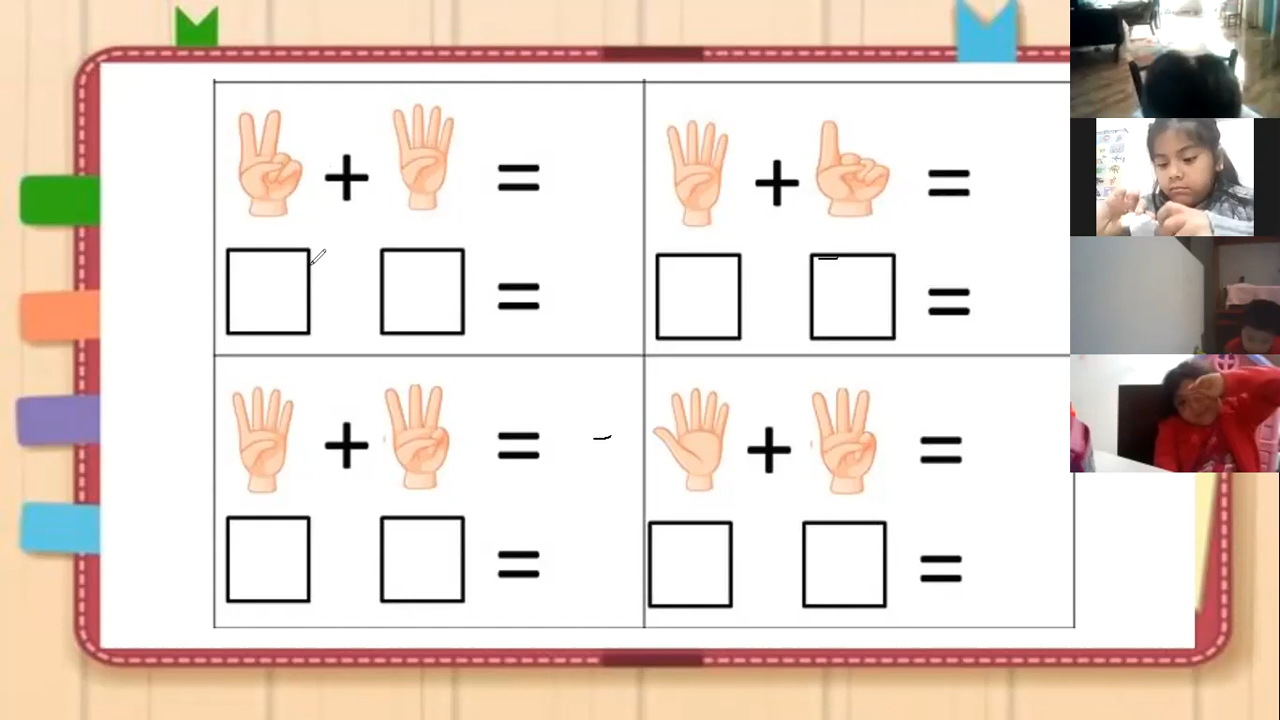 + = + =
= =
+ = + =
= =